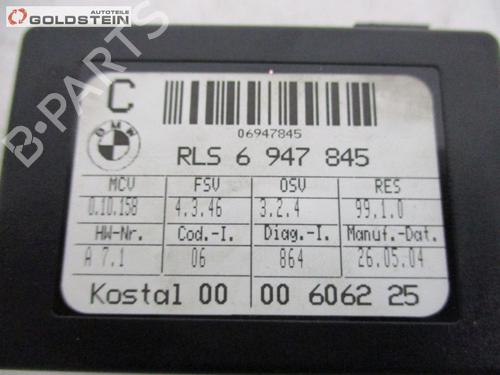 GOLDSTEIN
AUTOTEILE
B-PARTS
C
06947845
BMW
RLS 6 947 845
MCV FSV OSV RES
0.10.158 4.3.46 3.2.4 99.1.0
HW-Nr. Cod.-I. Diag.-I. Manuf.-Dat.
A 7.1 06 864 26.05.04
Kostal 00 00 606 2 25